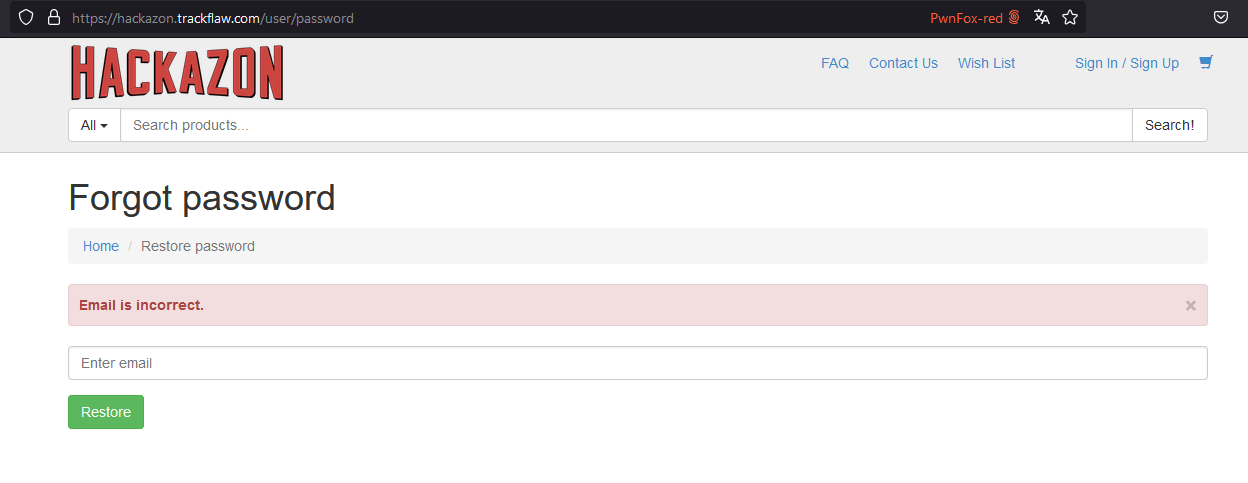 https://hackazon.trackflaw.com/user/password PwnFox-red
HACKAZON
FAQ Contact Us Wish List Sign In / Sign Up
All Search products... Search!
Forgot password
Home / Restore password
Email is incorrect. ×
Enter email
Restore